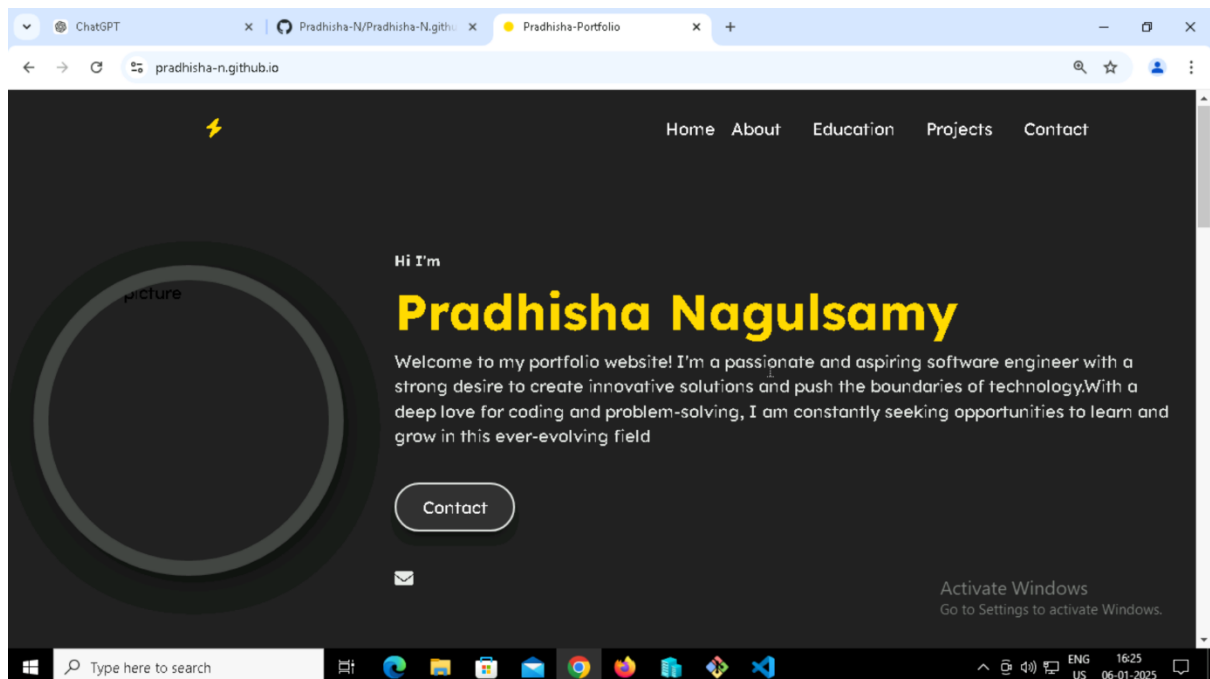 ChatGPT
Pradhisha-N/Pradhisha-N.githu
Pradhisha-Portfolio
pradhisha-n.github.io
Home About Education Projects Contact
picture
Hi I'm
Pradhisha Nagulsamy
Welcome to my portfolio website! I'm a passionate and aspiring software engineer with a
strong desire to create innovative solutions and push the boundaries of technology.With a
deep love for coding and problem-solving, I am constantly seeking opportunities to learn and
grow in this ever-evolving field
Contact
Activate Windows
Go to Settings to activate Windows.
Type here to search
ENG
US
16:25
06-01-2025